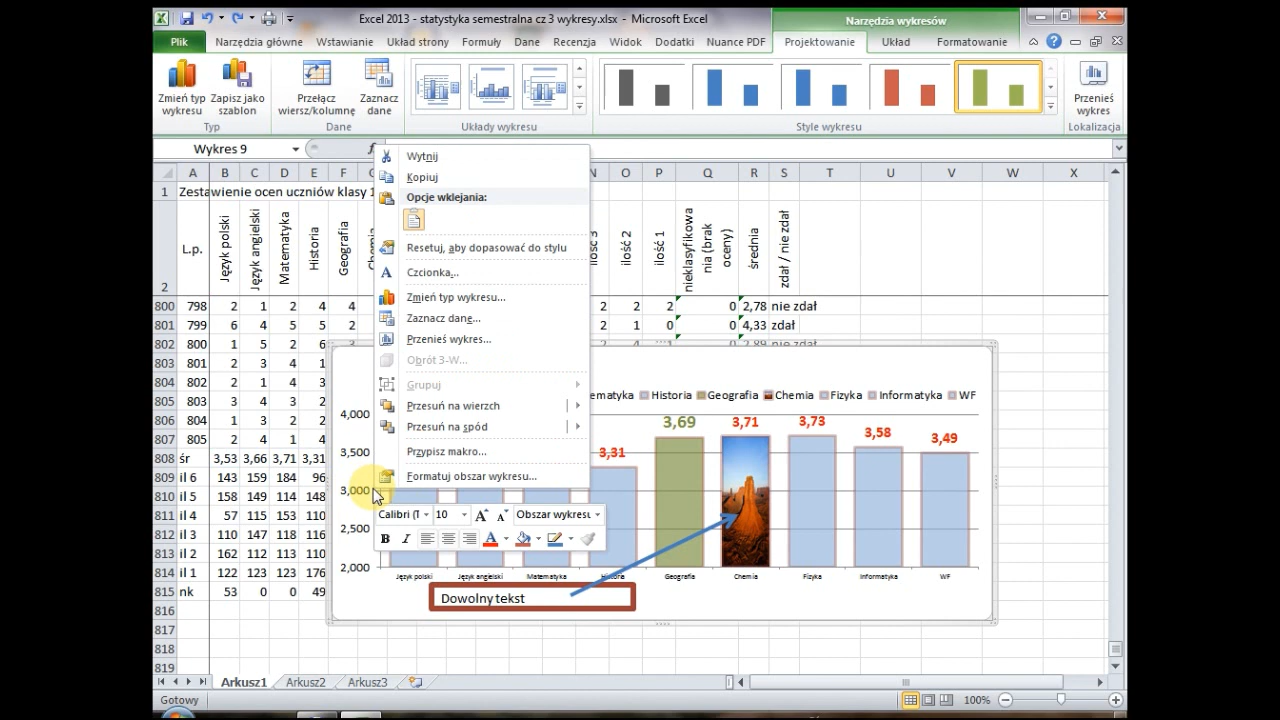 Excel 2013 - statystyka semestralna cz 3 wykresy.xlsx - Microsoft Excel
Narzędzia wykresów
Plik Narzędzia główne Wstawianie Układ strony Formuły Dane Recenzja Widok Dodatki Nuance PDF Projektowanie Układ Formatowanie
Zmień typ wykresu
Zapisz jako szablon
Przełącz wiersz/kolumnę
Zaznacz dane
Przenieś wykres
Typ Dane Układy wykresu Style wykresu Lokalizacja
Wykres 9
A B C D E F N O P Q R S T U V W X
1 Zestawienie ocen uczniów klasy 1
2 L.p. Język polski Język angielski Matematyka Historia Geografia ilość 2 ilość 1 nieklasyfikowania (brak oceny) średnia zdał / nie zdał
800 798 2 1 2 4 4 2 2 2 0 2,78 nie zdał
801 799 6 4 5 5 2 2 1 0 0 4,33 zdał
802 800 1 5 2 6
803 801 2 3 4 1
804 802 2 1 4 3
805 803 2 4 4 1
806 804 1 3 2 2
807 805 2 4 1 4
808 śr 3,53 3,66 3,71 3,31
809 il 6 143 159 184 96
810 il 5 158 149 114 148
811 il 4 57 115 153 110
812 il 3 110 147 118 116
813 il 2 162 112 113 110
814 il 1 122 123 123 176
815 nk 53 0 0 49
816
817
818
819
Wytnij
Kopiuj
Opcje wklejania:
Resetuj, aby dopasować do stylu
Czcionka...
Zmień typ wykresu...
Zaznacz dane...
Przenieś wykres...
Obrót 3-W...
Grupuj
Przesuń na wierzch
Przesuń na spód
Przypisz makro...
Formatuj obszar wykresu...
Calibri (T 10 A A Obszar wykresu
B I A
ematyka Historia Geografia Chemia Fizyka Informatyka WF
4,000
3,500
3,000
2,500
2,000
3,31 3,69 3,71 3,73 3,58 3,49
Język polski Język angielski Matematyka Historia Geografia Chemia Fizyka Informatyka WF
Dowolny tekst
Arkusz1 Arkusz2 Arkusz3
Gotowy 100%